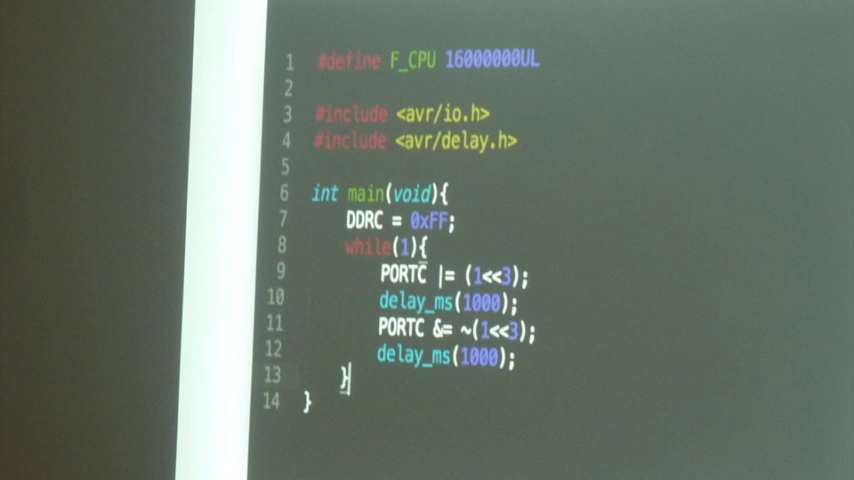 1 #define F_CPU 16000000UL
2
3 #include <avr/io.h>
4 #include <avr/delay.h>
5
6 int main(void){
7     DDRC = 0xFF;
8     while(1){
9         PORTC |= (1<<3);
10         delay_ms(1000);
11         PORTC &= ~(1<<3);
12         delay_ms(1000);
13     }
14 }